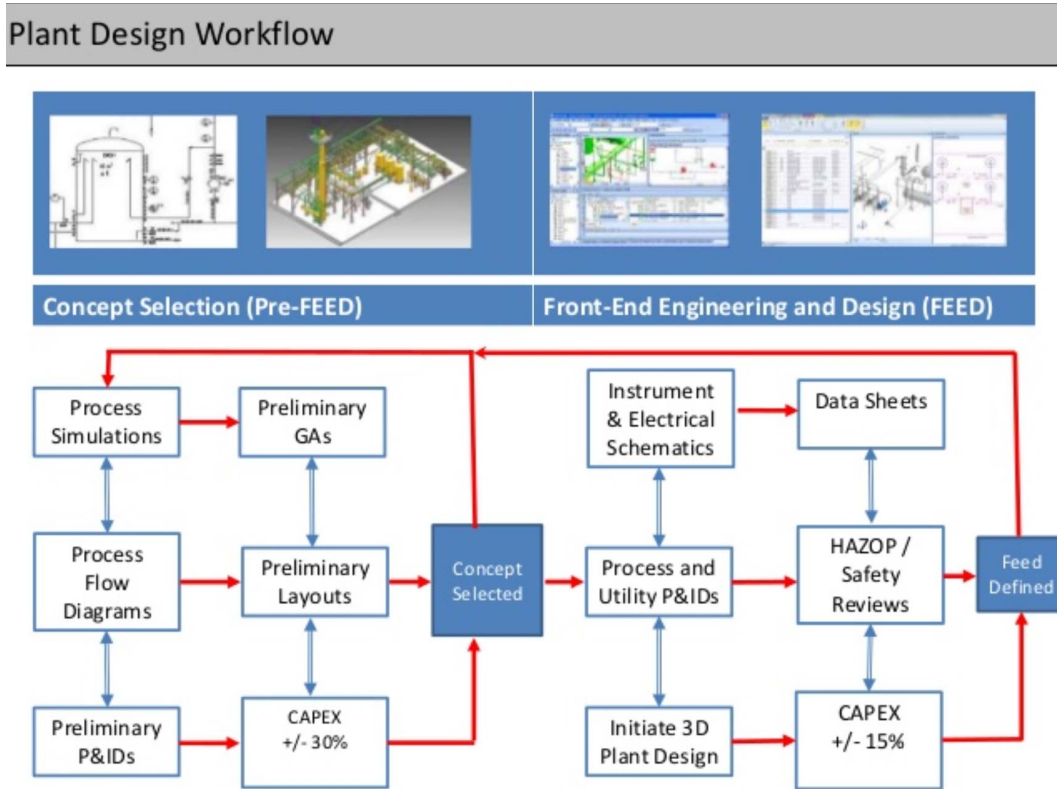 Plant Design Workflow
Concept Selection (Pre-FEED)
Front-End Engineering and Design (FEED)
Process
Simulations
Preliminary
GAs
Instrument
& Electrical
Schematics
Data Sheets
Process
Flow
Diagrams
Preliminary
Layouts
Concept
Selected
Process and
Utility P&IDs
HAZOP /
Safety
Reviews
Feed
Defined
Preliminary
P&IDs
CAPEX
+/- 30%
Initiate 3D
Plant Design
CAPEX
+/- 15%